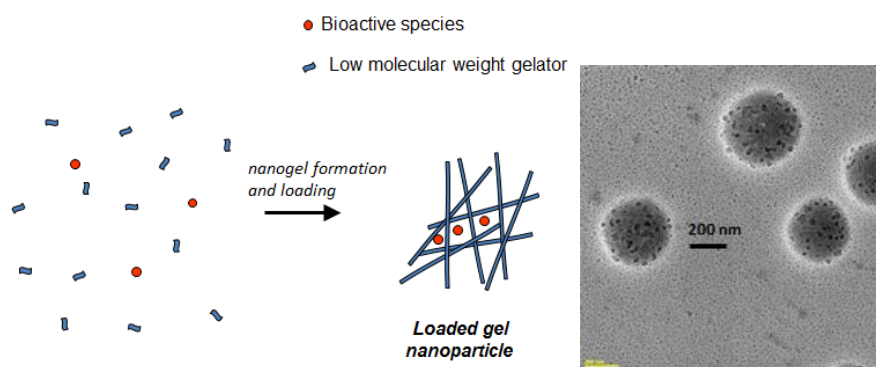 Bioactive species
Low molecular weight gelator
nanogel formation
and loading
Loaded gel
nanoparticle
200 nm